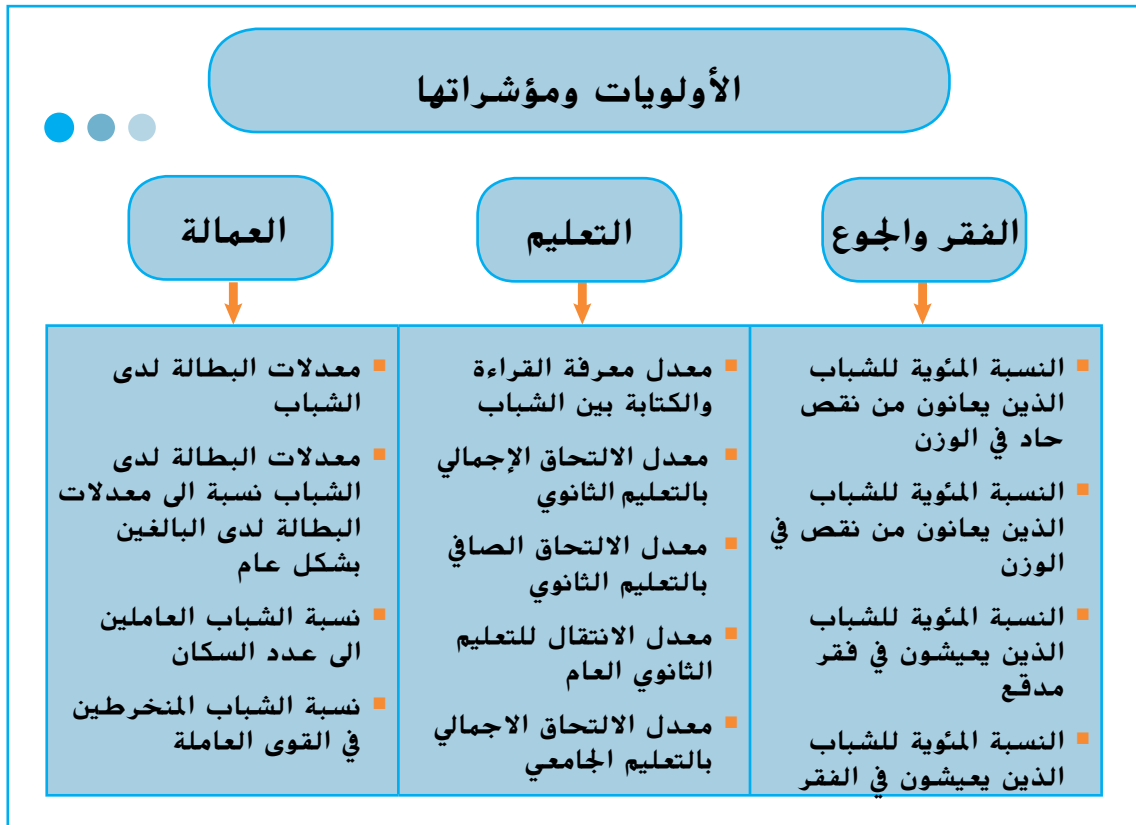 الأولويات ومؤشراتها
الفقر والجوع
التعليم
العمالة
النسبة المئوية للشباب
الذين يعانون من نقص
حاد في الوزن
النسبة المئوية للشباب
الذين يعانون من نقص في
الوزن
النسبة المئوية للشباب
الذين يعيشون في فقر
مدقع
النسبة المئوية للشباب
الذين يعيشون في الفقر
معدل معرفة القراءة
والكتابة بين الشباب
معدل الالتحاق الإجمالي
بالتعليم الثانوي
معدل الالتحاق الصافي
بالتعليم الثانوي
معدل الانتقال للتعليم
الثانوي العام
معدل الالتحاق الاجمالي
بالتعليم الجامعي
معدلات البطالة لدى
الشباب
معدلات البطالة لدى
الشباب نسبة الى معدلات
البطالة لدى البالغين
بشكل عام
نسبة الشباب العاملين
الى عدد السكان
نسبة الشباب المنخرطين
في القوى العاملة